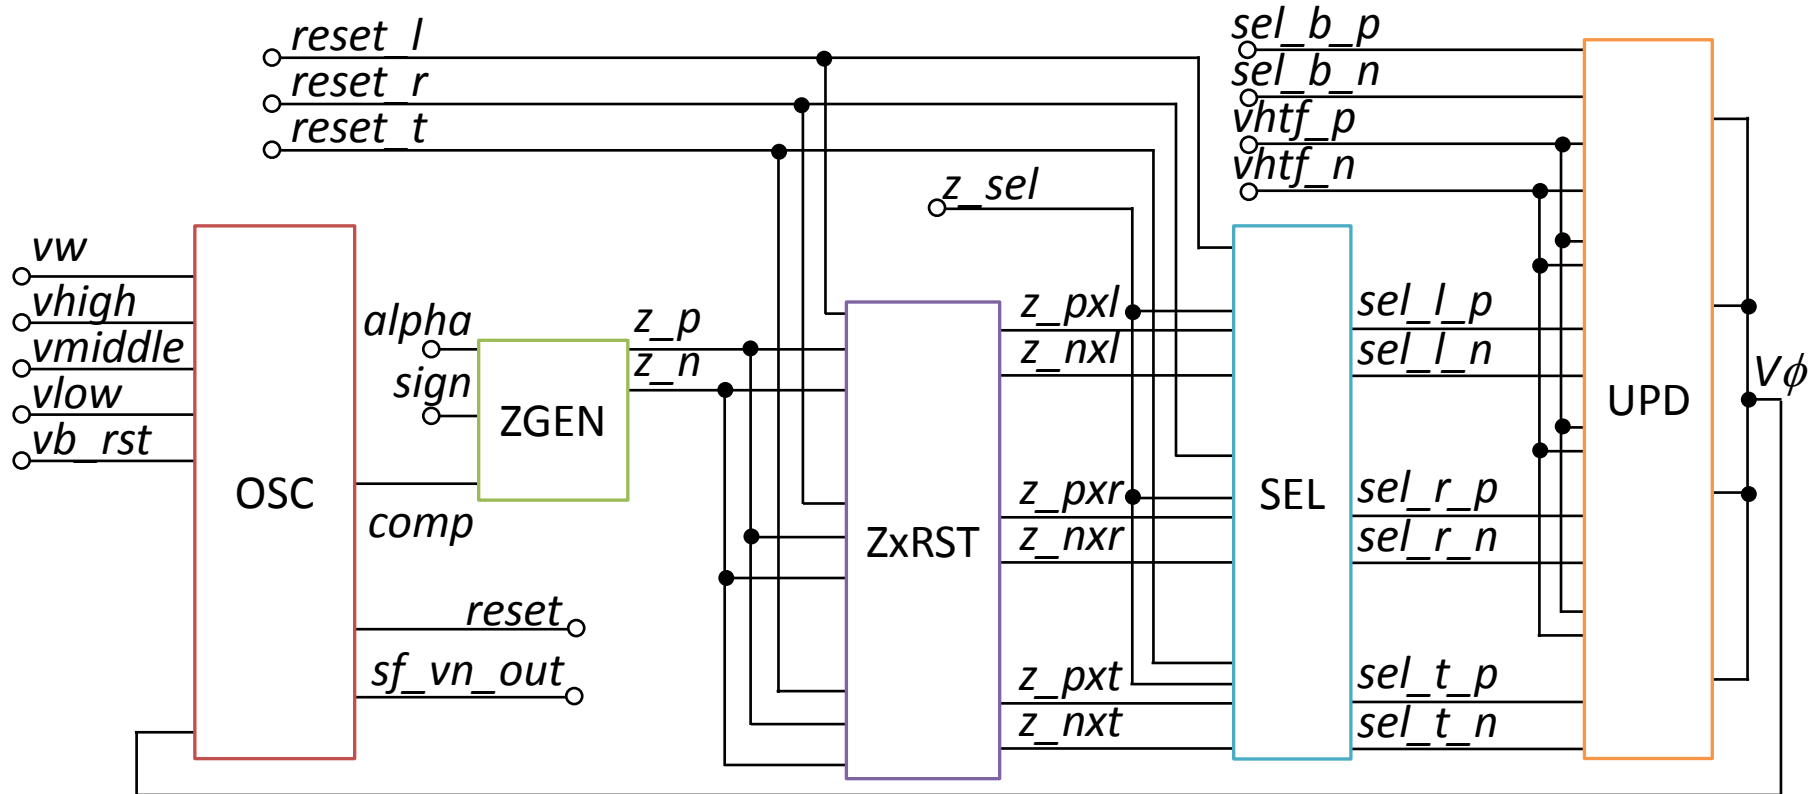 reset_l
reset_r
reset_t
sel_b_p
sel_b_n
vhtf_p
vhtf_n
z_sel
vw
vhigh
vmiddle
vlow
vb_rst
OSC
alpha
sign
ZGEN
comp
reset
sf_vn_out
z_p
z_n
ZxRST
z_pxl
z_nxl
z_pxr
z_nxr
z_pxt
z_nxt
SEL
sel_l_p
sel_l_n
sel_r_p
sel_r_n
sel_t_p
sel_t_n
UPD
Vϕ